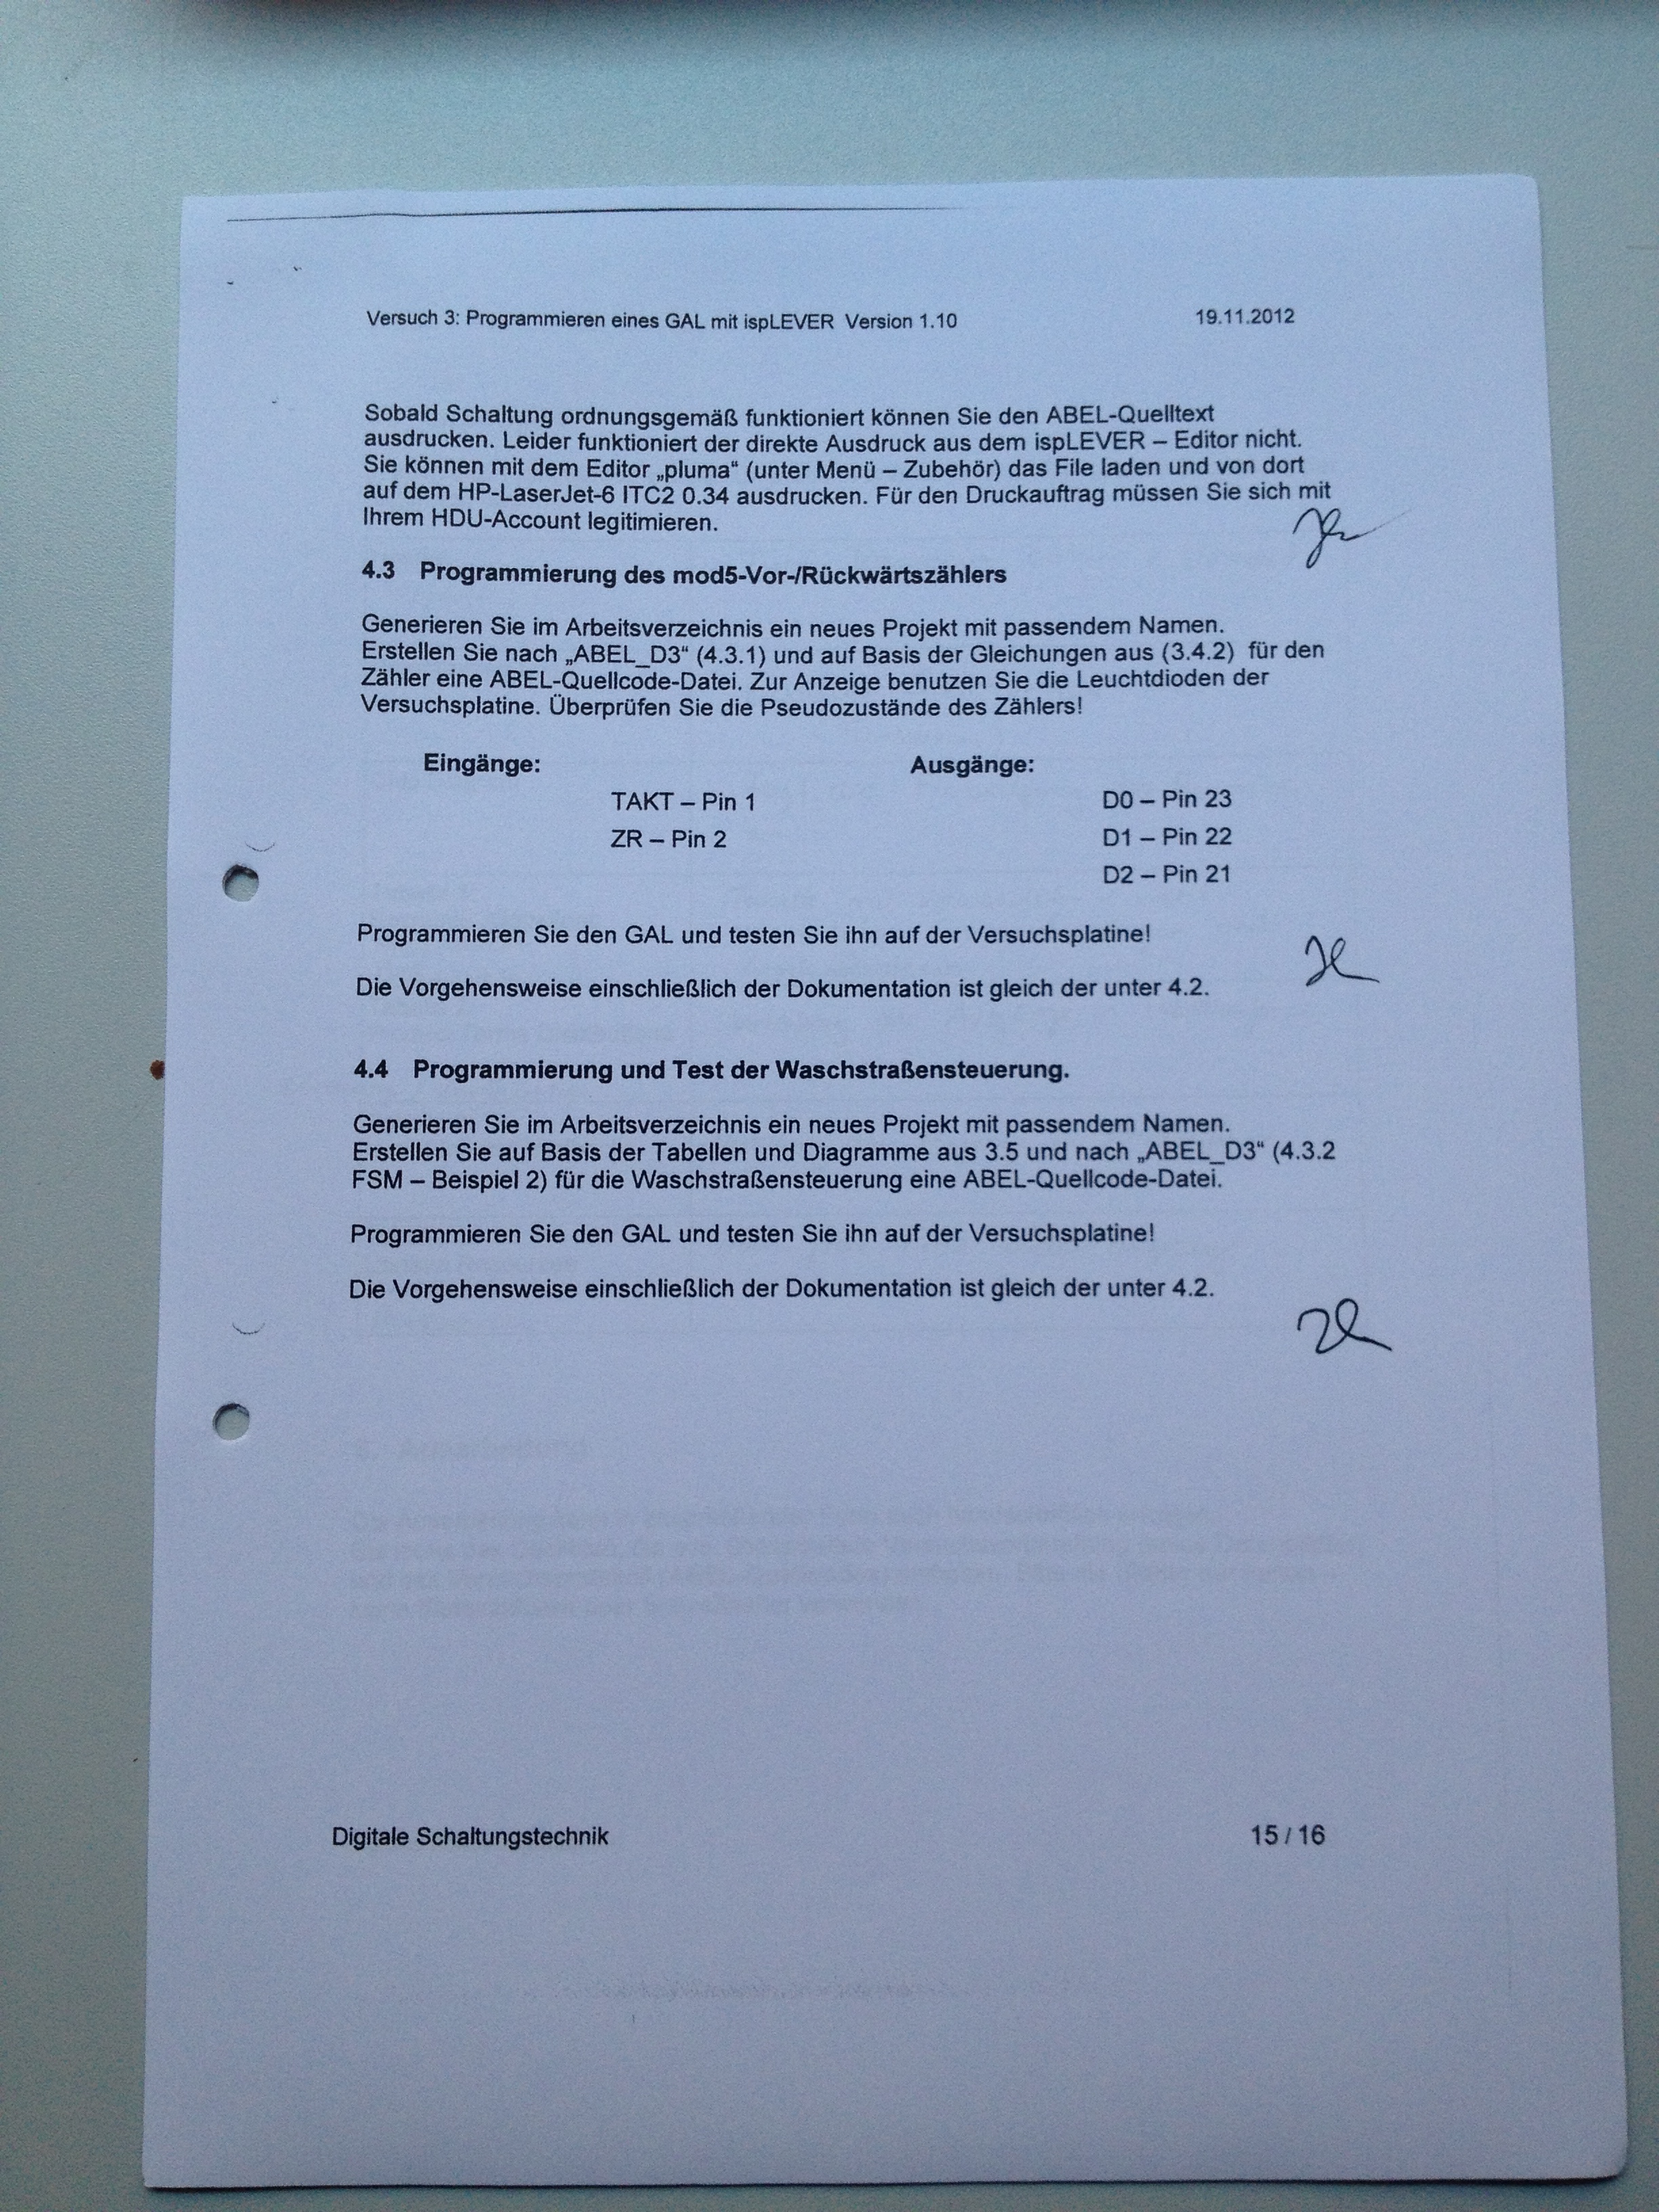 Versuch 3: Programmieren eines GAL mit ispLEVER Version 1.10 19.11.2012
Sobald Schaltung ordnungsgemäß funktioniert können Sie den ABEL-Quelltext
ausdrucken. Leider funktioniert der direkte Ausdruck aus dem ispLEVER – Editor nicht.
Sie können mit dem Editor „pluma“ (unter Menü – Zubehör) das File laden und von dort
auf dem HP-LaserJet-6 ITC2 0.34 ausdrucken. Für den Druckauftrag müssen Sie sich mit
Ihrem HDU-Account legitimieren.
4.3 Programmierung des mod5-Vor-/Rückwärtszählers
Generieren Sie im Arbeitsverzeichnis ein neues Projekt mit passendem Namen.
Erstellen Sie nach „ABEL_D3“ (4.3.1) und auf Basis der Gleichungen aus (3.4.2) für den
Zähler eine ABEL-Quellcode-Datei. Zur Anzeige benutzen Sie die Leuchtdioden der
Versuchsplatine. Überprüfen Sie die Pseudozustände des Zählers!
Eingänge: Ausgänge:
TAKT – Pin 1 D0 – Pin 23
ZR – Pin 2 D1 – Pin 22
D2 – Pin 21
Programmieren Sie den GAL und testen Sie ihn auf der Versuchsplatine!
Die Vorgehensweise einschließlich der Dokumentation ist gleich der unter 4.2.
4.4 Programmierung und Test der Waschstraßensteuerung.
Generieren Sie im Arbeitsverzeichnis ein neues Projekt mit passendem Namen.
Erstellen Sie auf Basis der Tabellen und Diagramme aus 3.5 und nach „ABEL_D3“ (4.3.2
FSM – Beispiel 2) für die Waschstraßensteuerung eine ABEL-Quellcode-Datei.
Programmieren Sie den GAL und testen Sie ihn auf der Versuchsplatine!
Die Vorgehensweise einschließlich der Dokumentation ist gleich der unter 4.2.
Digitale Schaltungstechnik 15 / 16